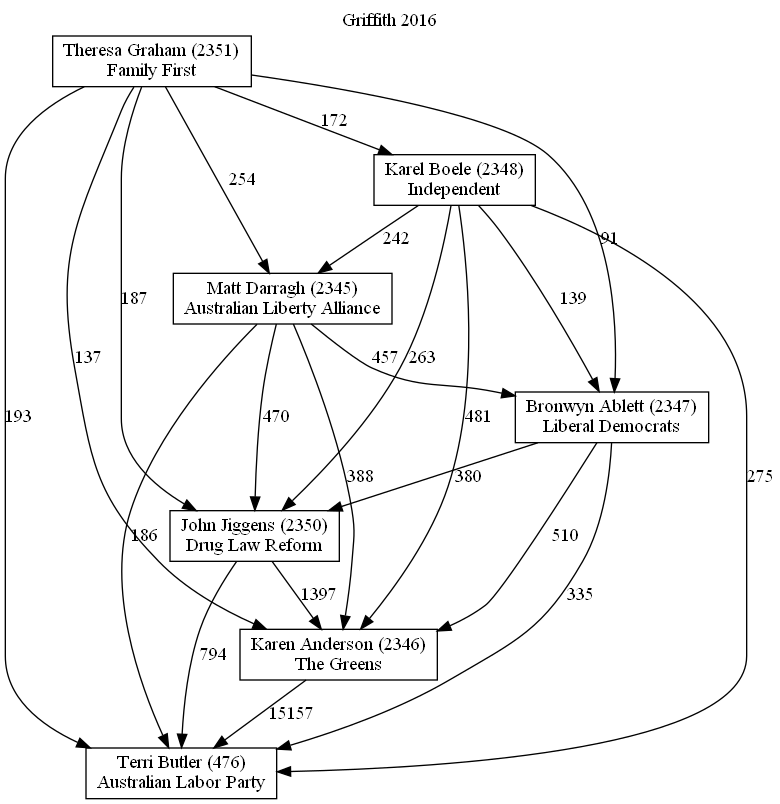 Griffith 2016
Theresa Graham (2351)
Family First
172
Karel Boele (2348)
Independent
254
242
91
Matt Darragh (2345)
Australian Liberty Alliance
187
139
137
457
263
Bronwyn Ablett (2347)
Liberal Democrats
193
470
481
388
380
275
John Jiggens (2350)
Drug Law Reform
186
510
1397
335
Karen Anderson (2346)
The Greens
794
15157
Terri Butler (476)
Australian Labor Party